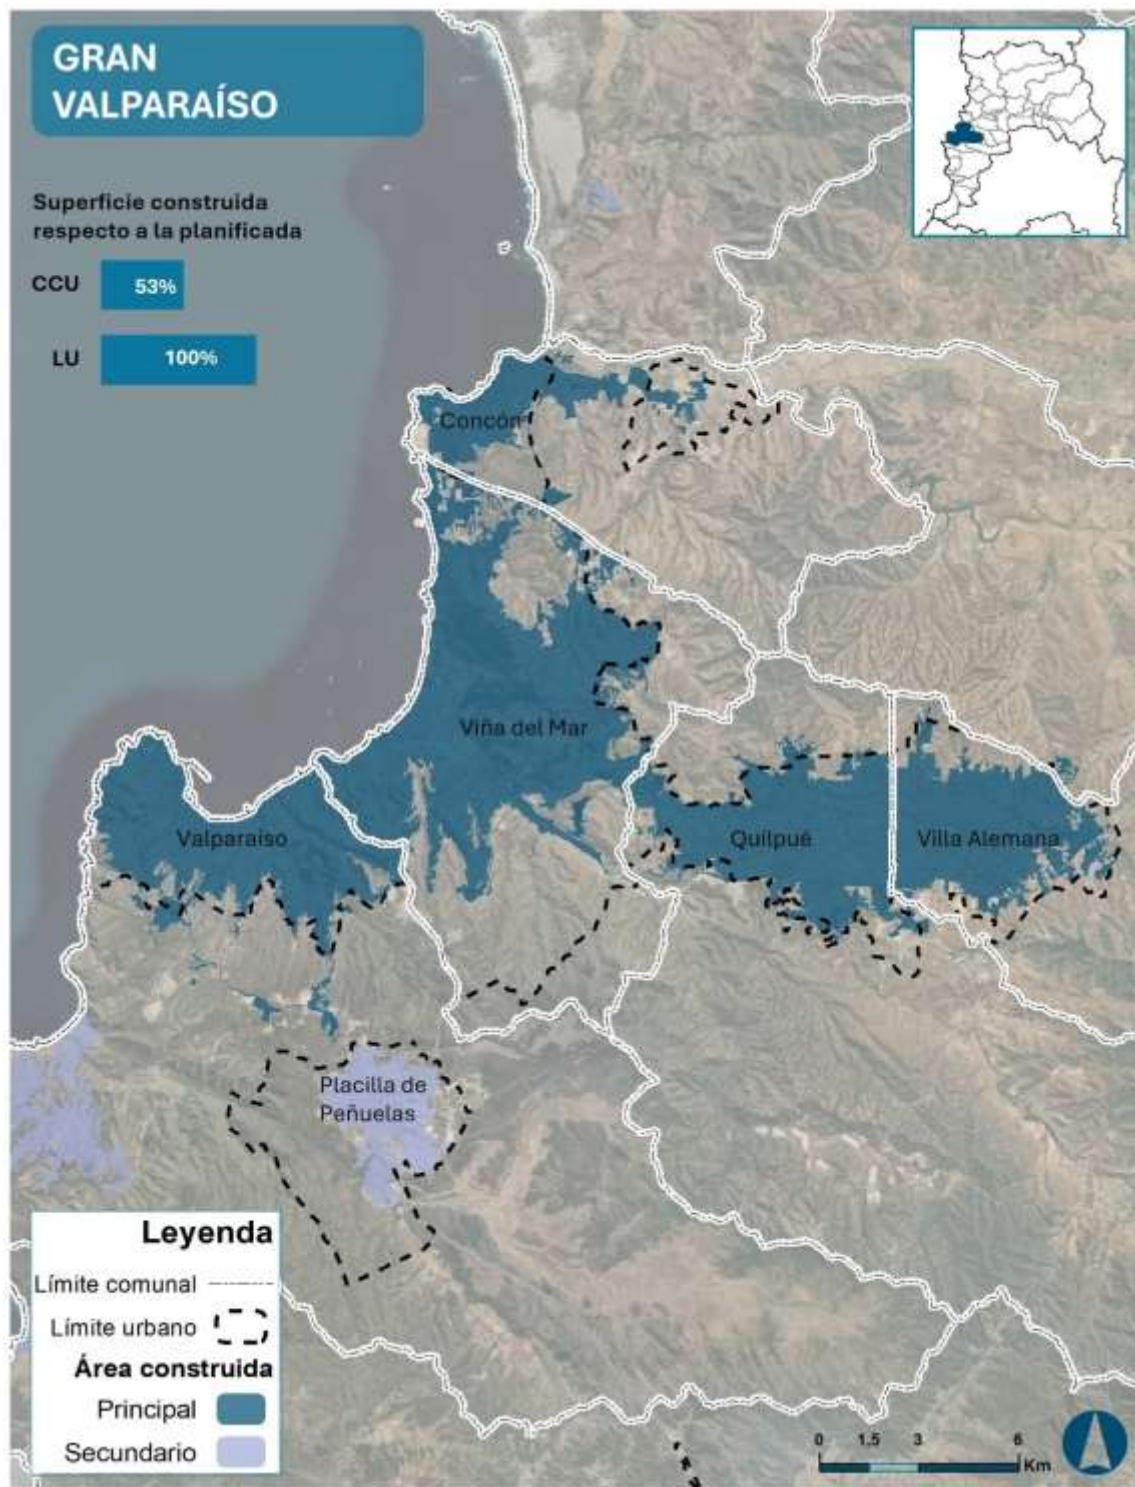 GRAN
VALPARAÍSO
Superficie construida
respecto a la planificada
CCU 53%
LU 100%
Concón
Viña del Mar
Valparaíso
Quilpué
Villa Alemana
Placilla de
Peñuelas
Leyenda
Límite comunal
Límite urbano
Área construida
Principal
Secundario
0 1,5 3 6
Km